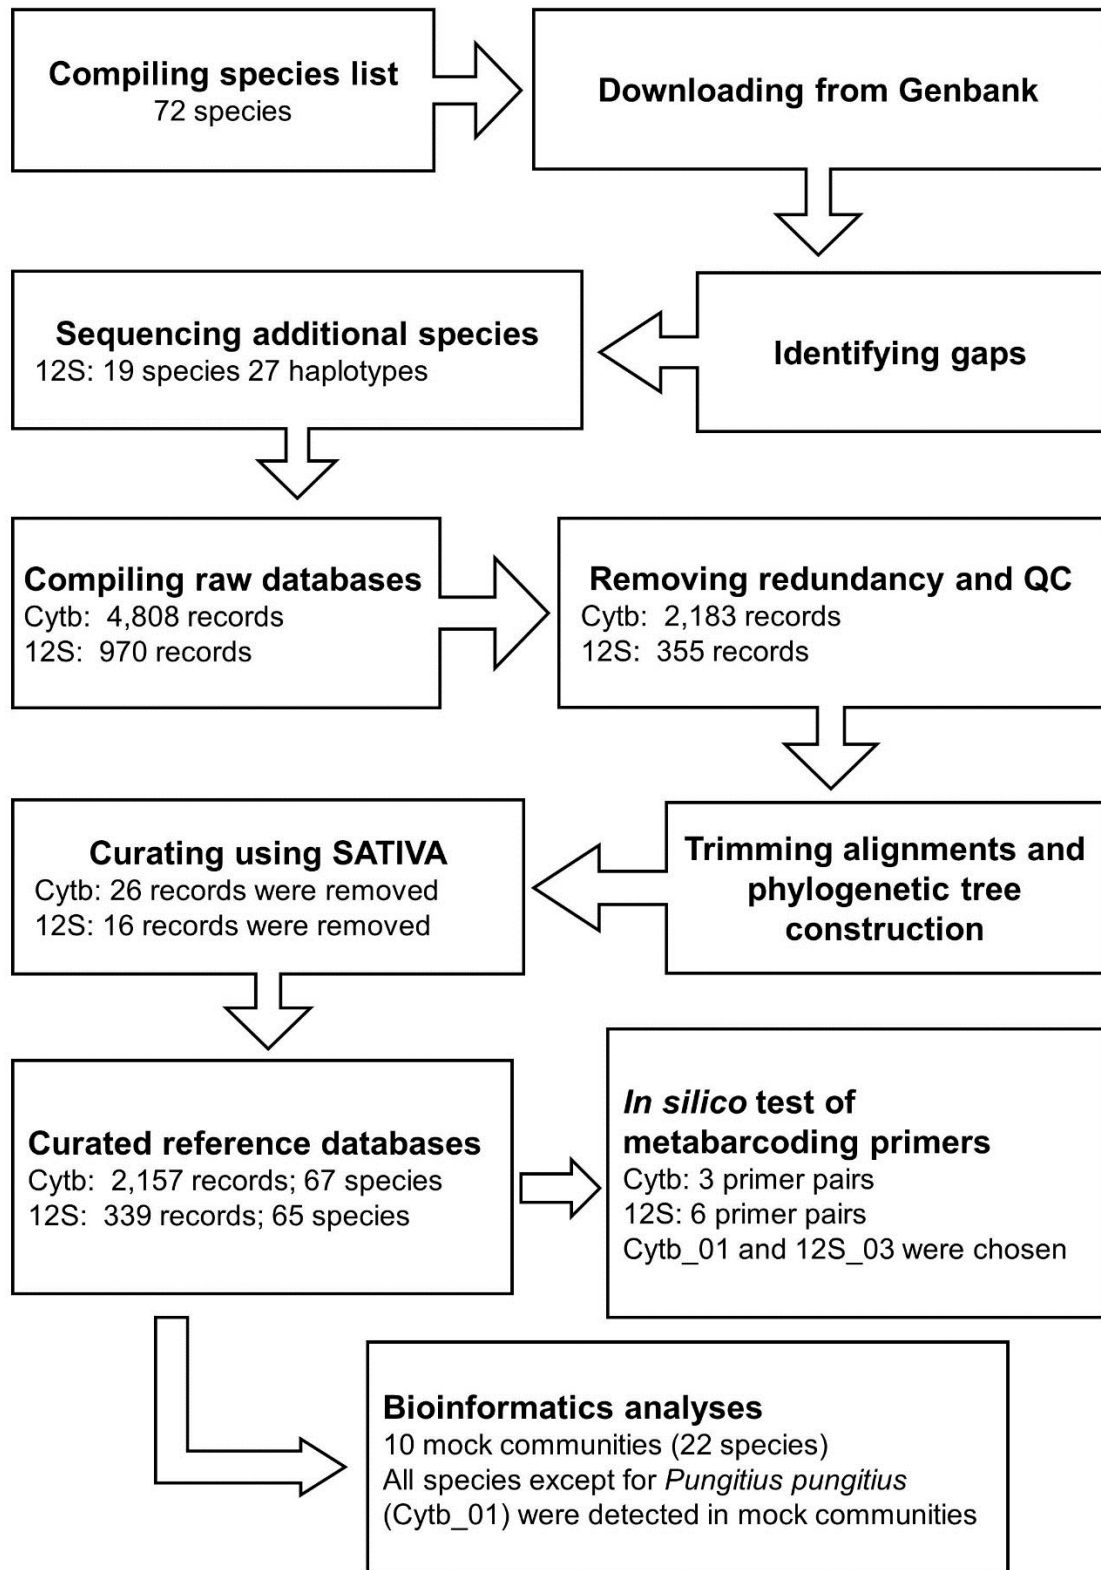 Compiling species list
72 species
Downloading from Genbank
Sequencing additional species
12S: 19 species 27 haplotypes
Identifying gaps
Compiling raw databases
Cytb: 4,808 records
12S: 970 records
Removing redundancy and QC
Cytb: 2,183 records
12S: 355 records
Curating using SATIVA
Cytb: 26 records were removed
12S: 16 records were removed
Trimming alignments and
phylogenetic tree
construction
Curated reference databases
Cytb: 2,157 records; 67 species
12S: 339 records; 65 species
In silico test of
metabarcoding primers
Cytb: 3 primer pairs
12S: 6 primer pairs
Cytb_01 and 12S_03 were chosen
Bioinformatics analyses
10 mock communities (22 species)
All species except for Pungitius pungitius
(Cytb_01) were detected in mock communities